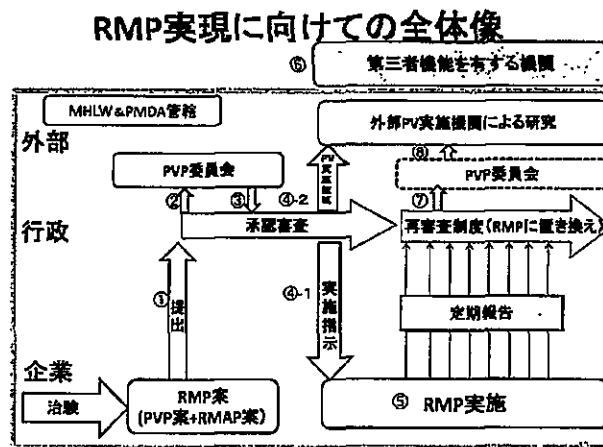 RMP実現に向けての全体像
⑥ 第三者機能を有する機関
MHLW&PMDA管轄
外部
外部PV実施機関による研究
⑧
PVP委員会
PVP委員会
② ③ ④-2 ⑦
行政
承認審査
再審査制度(RMPに置き換え)
① 提出
④-1 実施指示
定期報告
企業
治験
RMP案
(PVP案+RMAP案)
⑤ RMP実施